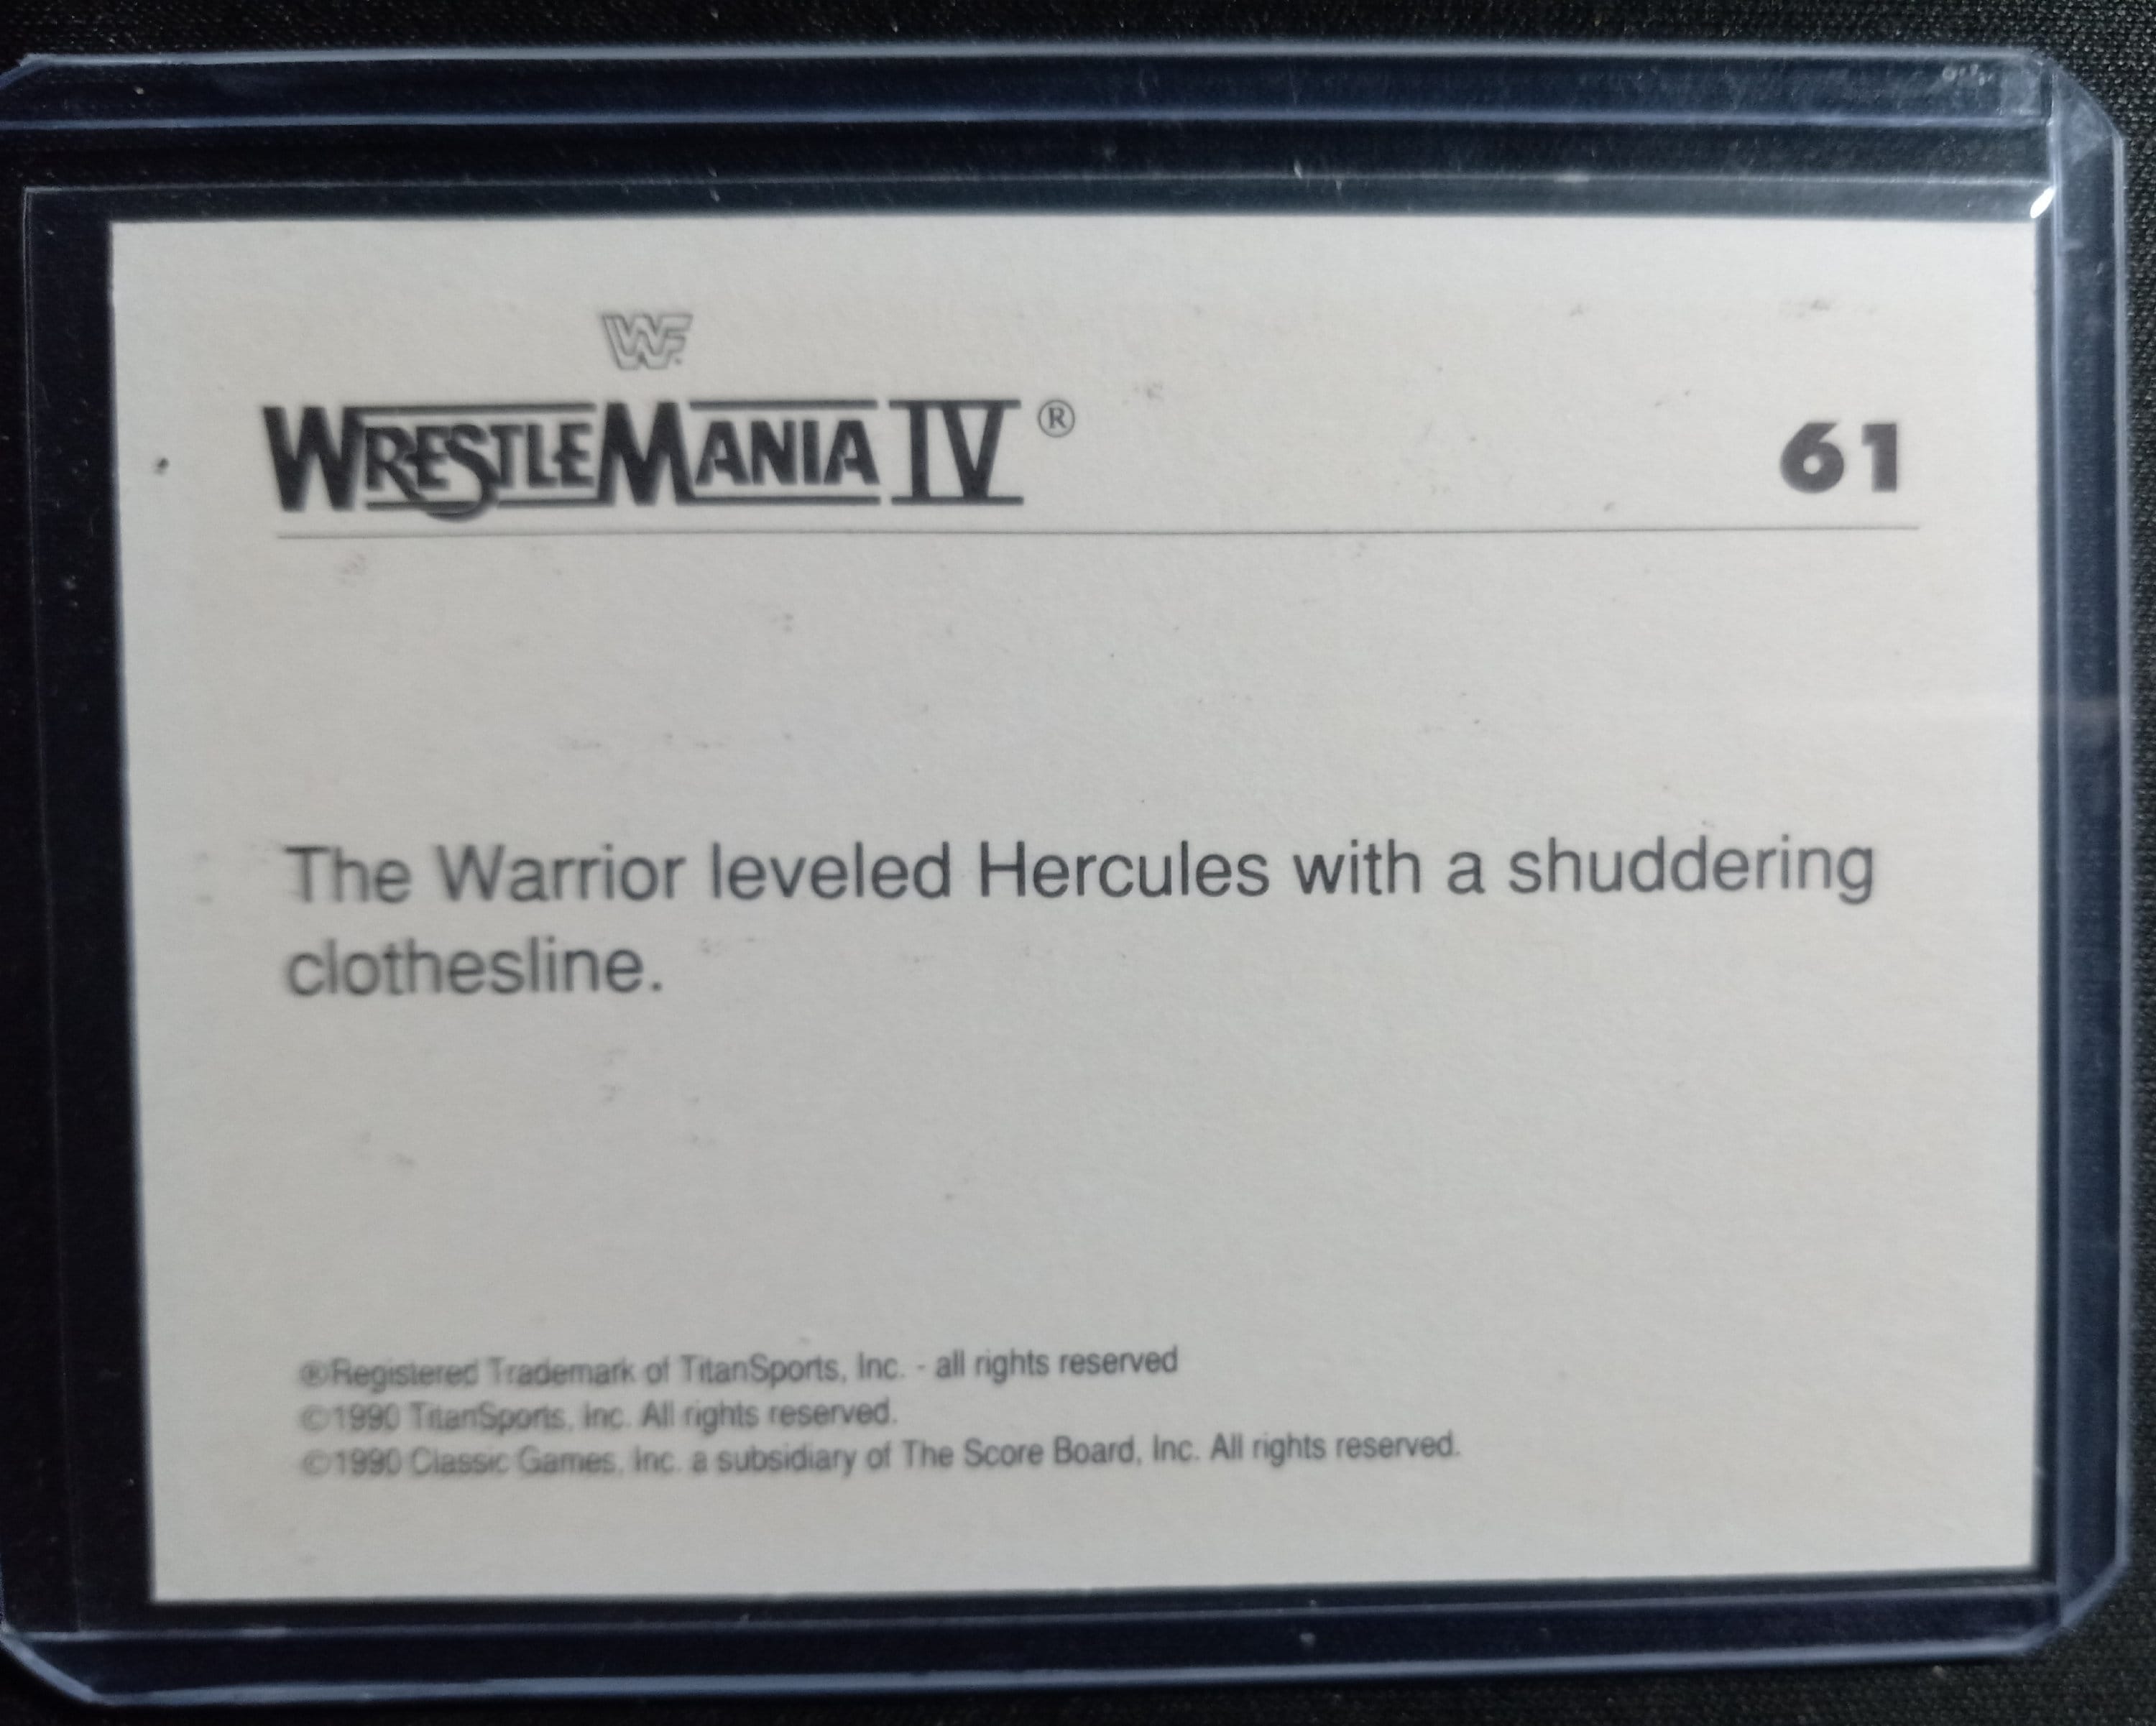 WF
WRESTLEMANIA IV ®
61
The Warrior leveled Hercules with a shuddering
clothesline.
®Registered Trademark of TitanSports, Inc. - all rights reserved
©1990 TitanSports, Inc. All rights reserved.
©1990 Classic Games, Inc. a subsidiary of The Score Board, Inc. All rights reserved.